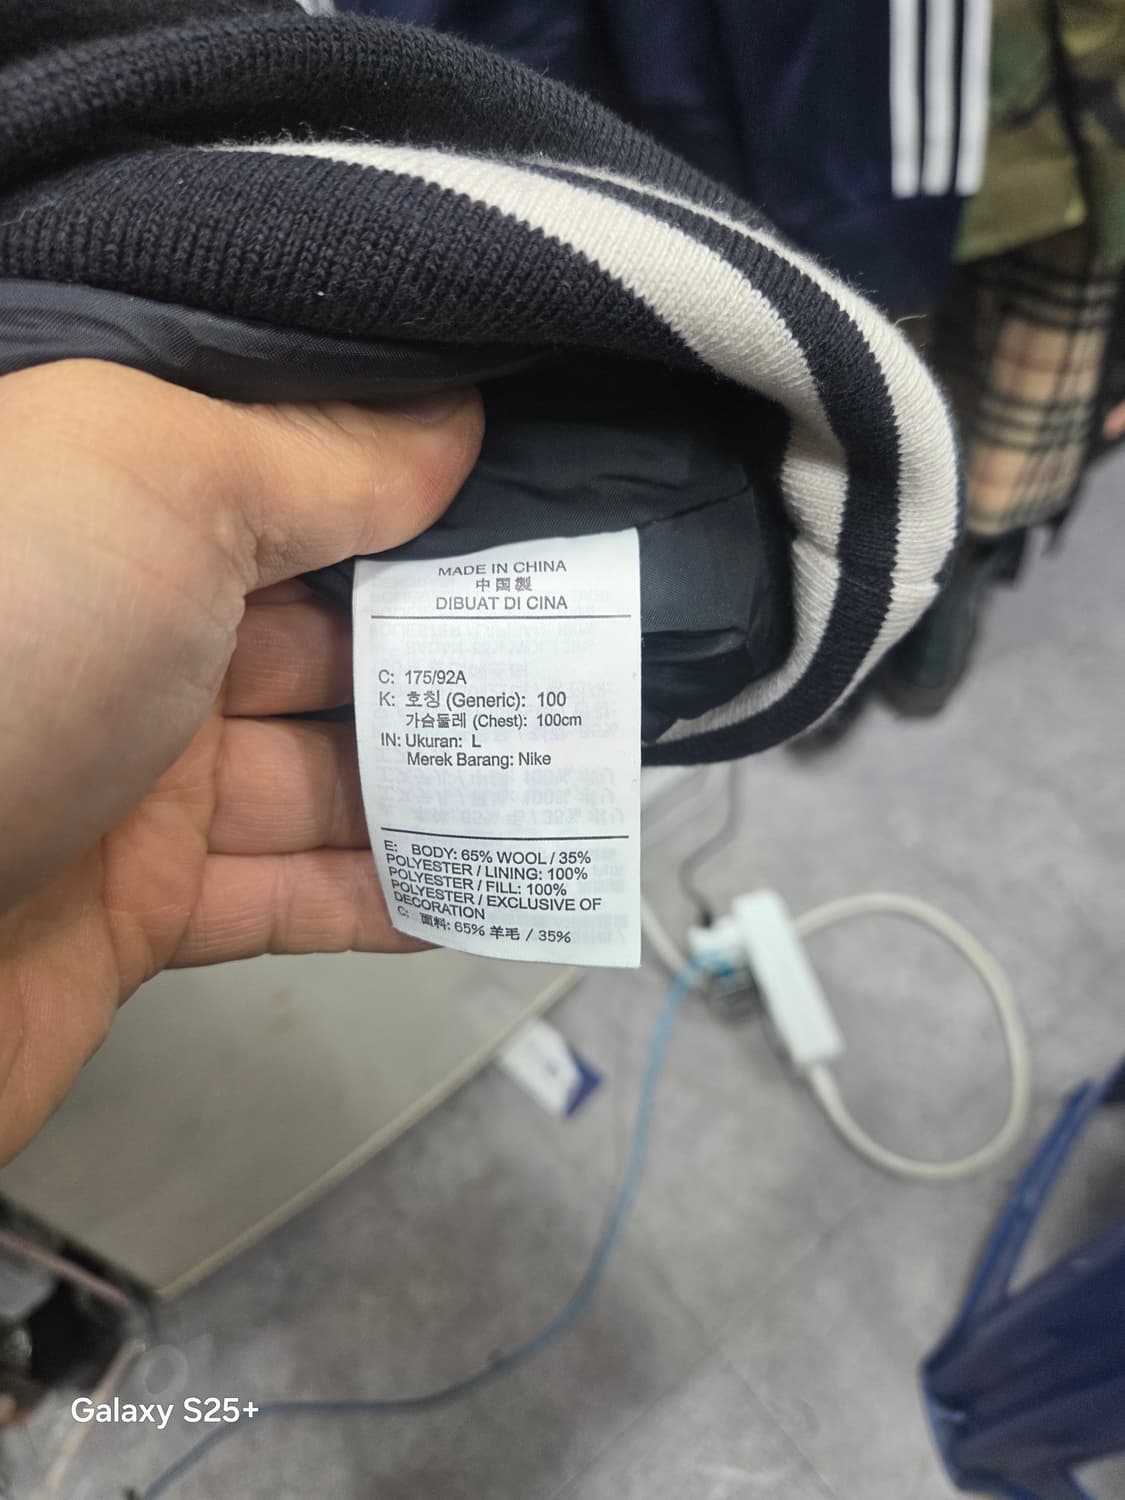 MADE IN CHINA
中国製
DIBUAT DI CINA
C: 175/92A
K: 호칭 (Generic): 100
가슴둘레 (Chest): 100cm
IN: Ukuran: L
Merek Barang: Nike
E: BODY: 65% WOOL / 35%
POLYESTER / LINING: 100%
POLYESTER / FILL: 100%
POLYESTER / EXCLUSIVE OF
DECORATION
C: 面料: 65% 羊毛 / 35%
Galaxy S25+